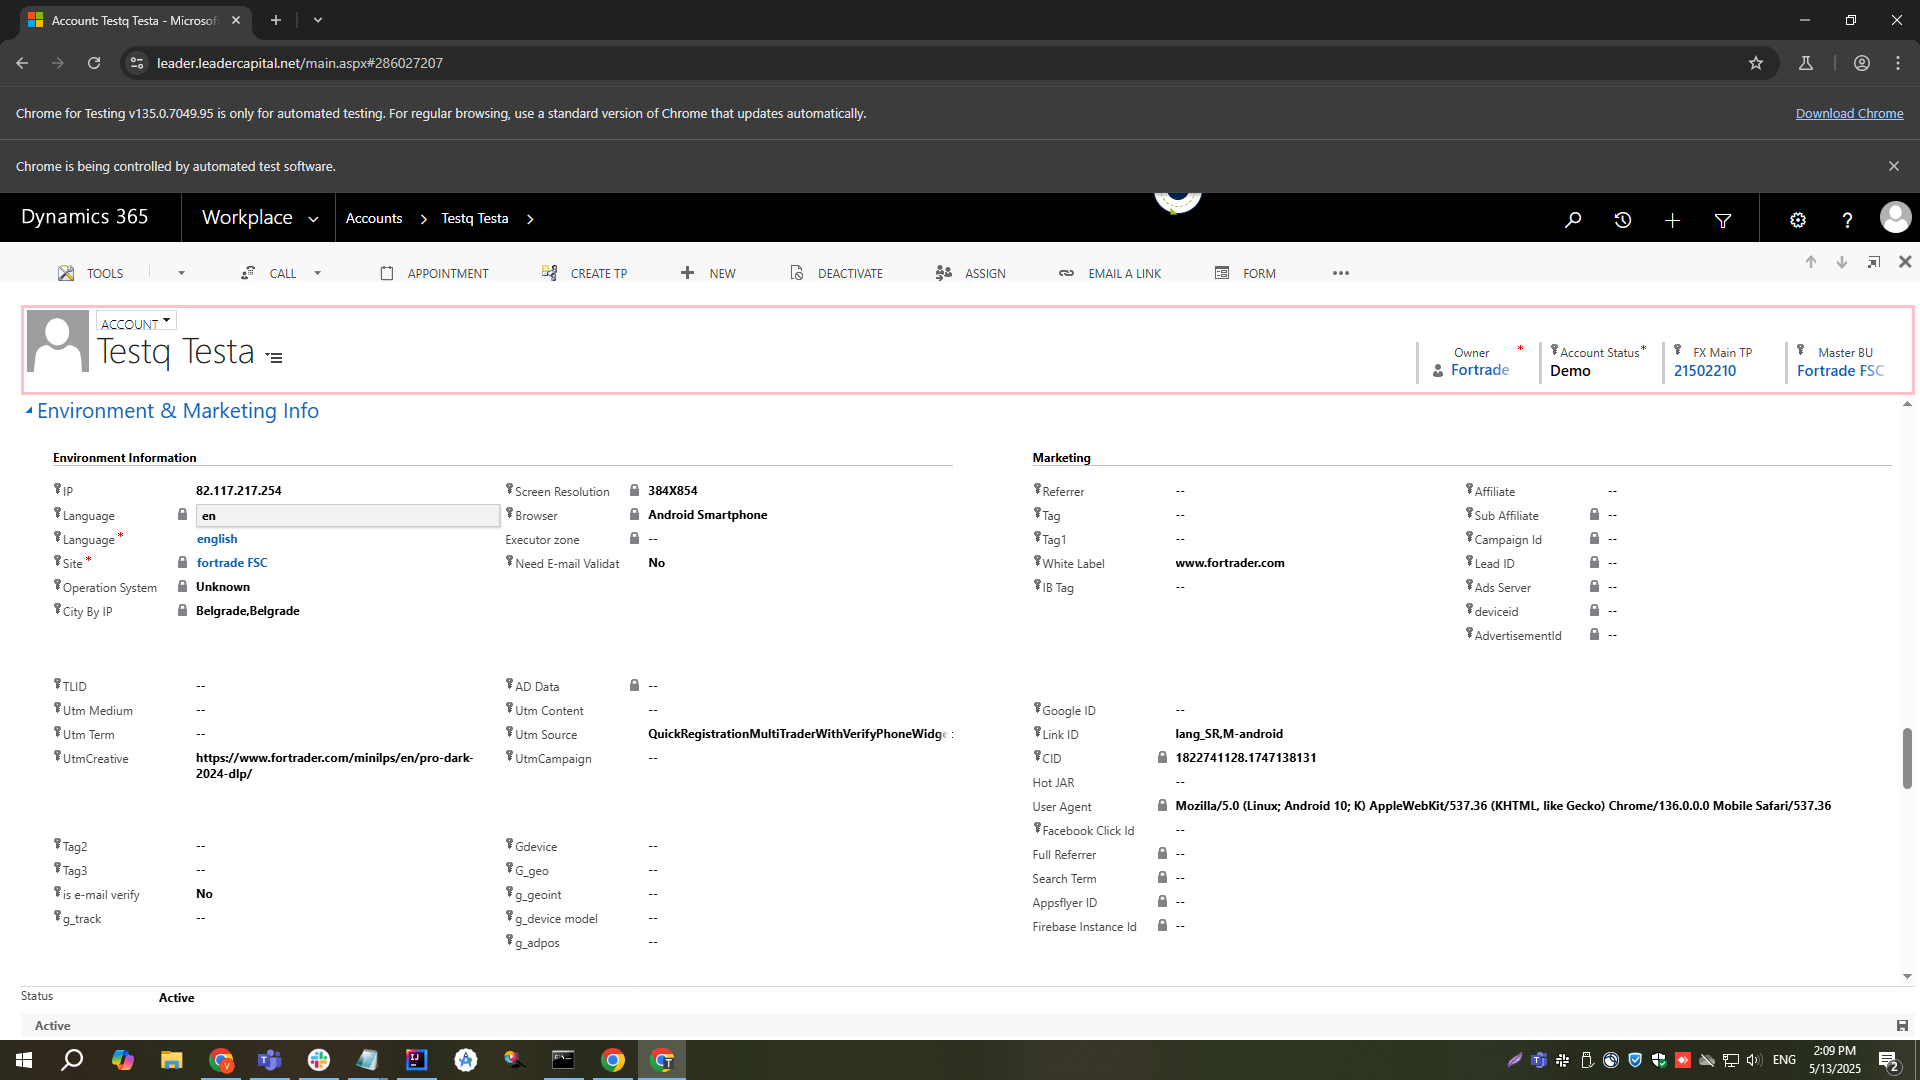 Account: Testq Testa - Microsof
leader.leadercapital.net/main.aspx#286027207
Chrome for Testing v135.0.7049.95 is only for automated testing. For regular browsing, use a standard version of Chrome that updates automatically.
Download Chrome
Chrome is being controlled by automated test software.
Dynamics 365
Workplace
Accounts
Testq Testa
TOOLS
CALL
APPOINTMENT
CREATE TP
NEW
DEACTIVATE
ASSIGN
EMAIL A LINK
FORM
ACCOUNT
Testq Testa
Owner *
Fortrade
Account Status*
Demo
FX Main TP
21502210
Master BU
Fortrade FSC
Environment & Marketing Info
Environment Information
IP 82.117.217.254
Language en
Language* english
Site* fortrade FSC
Operation System Unknown
City By IP Belgrade,Belgrade
Screen Resolution 384X854
Browser Android Smartphone
Executor zone --
Need E-mail Validat No
TLID --
Utm Medium --
Utm Term --
UtmCreative https://www.fortrader.com/minilps/en/pro-dark-
2024-dlp/
AD Data --
Utm Content --
Utm Source QuickRegistrationMultiTraderWithVerifyPhoneWidge
UtmCampaign --
Tag2 --
Tag3 --
is e-mail verify No
g_track --
Gdevice --
G_geo --
g_geoint --
g_device model --
g_adpos --
Marketing
Referrer --
Tag --
Tag1 --
White Label www.fortrader.com
IB Tag --
Affiliate --
Sub Affiliate --
Campaign Id --
Lead ID --
Ads Server --
deviceid --
AdvertisementId --
Google ID --
Link ID lang_SR,M-android
CID 1822741128.1747138131
Hot JAR --
User Agent Mozilla/5.0 (Linux; Android 10; K) AppleWebKit/537.36 (KHTML, like Gecko) Chrome/136.0.0.0 Mobile Safari/537.36
Facebook Click Id --
Full Referrer --
Search Term --
Appsflyer ID --
Firebase Instance Id --
Status Active
Active
ENG
2:09 PM
5/13/2025
2